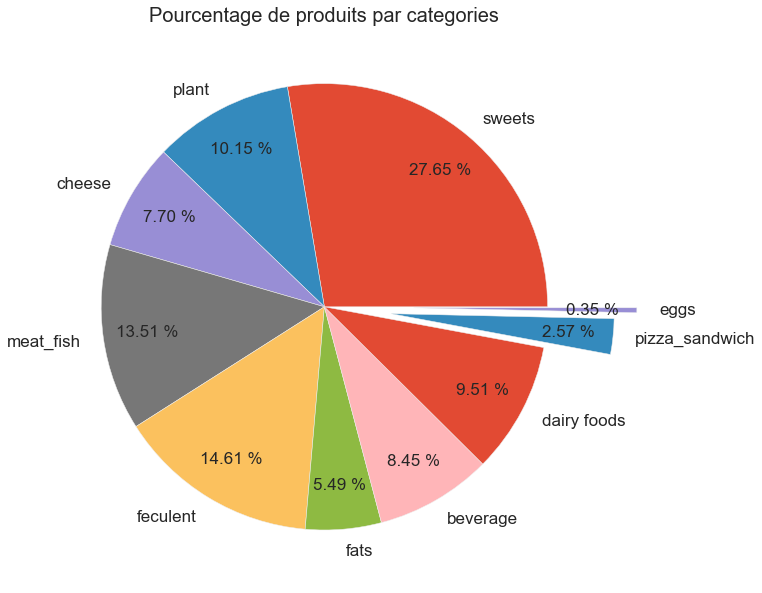 Pourcentage de produits par categories
plant
sweets
10.15 %
27.65 %
cheese
7.70 %
0.35 %
eggs
13.51 %
2.57 %
meat_fish
pizza_sandwich
9.51 %
dairy foods
14.61 %
8.45 %
5.49 %
feculent
beverage
fats